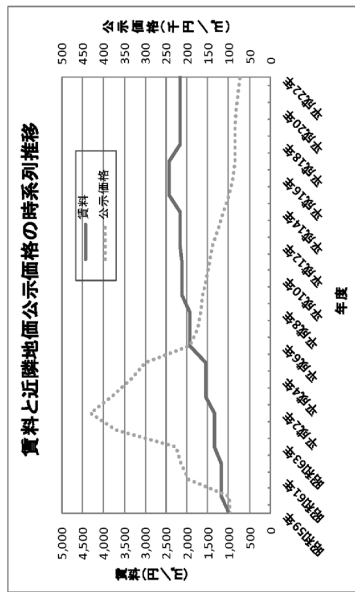 賃料と近隣地価公示価格の時系列推移
賃料
公示価格
賃料(円/㎡)
5,000
4,500
4,000
3,500
3,000
2,500
2,000
1,500
1,000
500
0
公示価格(千円/㎡)
500
450
400
350
300
250
200
150
100
50
0
昭和59年
昭和61年
昭和63年
平成2年
平成4年
平成6年
平成8年
平成10年
平成12年
平成14年
平成16年
平成18年
平成20年
平成22年
年度